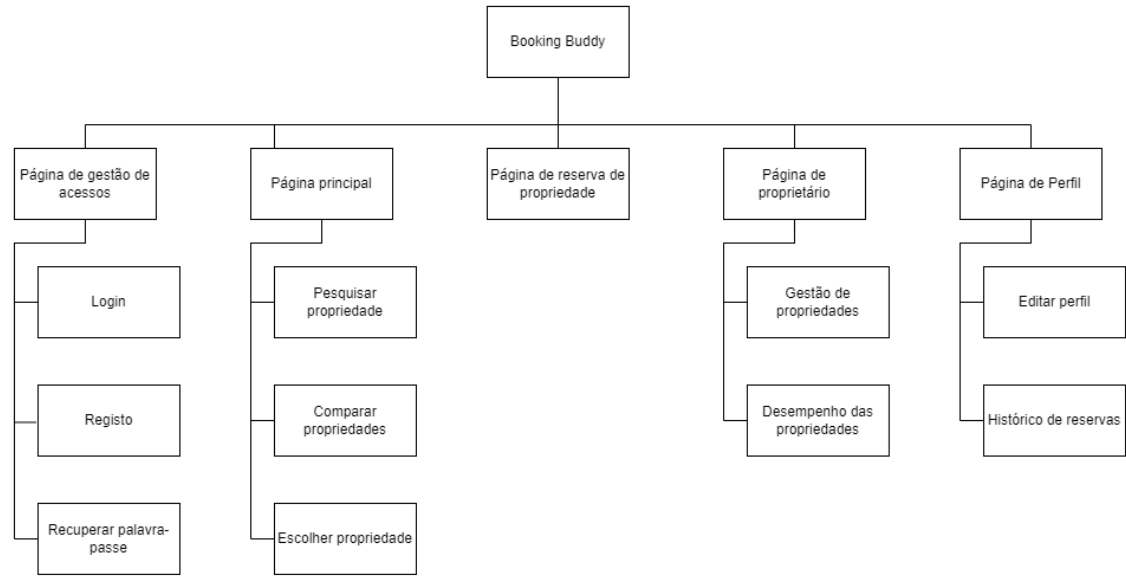 Booking Buddy
Página de gestão de
acessos
Página principal
Página de reserva de
propriedade
Página de
proprietário
Página de Perfil
Login
Pesquisar
propriedade
Gestão de
propriedades
Editar perfil
Registo
Comparar
propriedades
Desempenho das
propriedades
Histórico de reservas
Recuperar palavra-
passe
Escolher propriedade